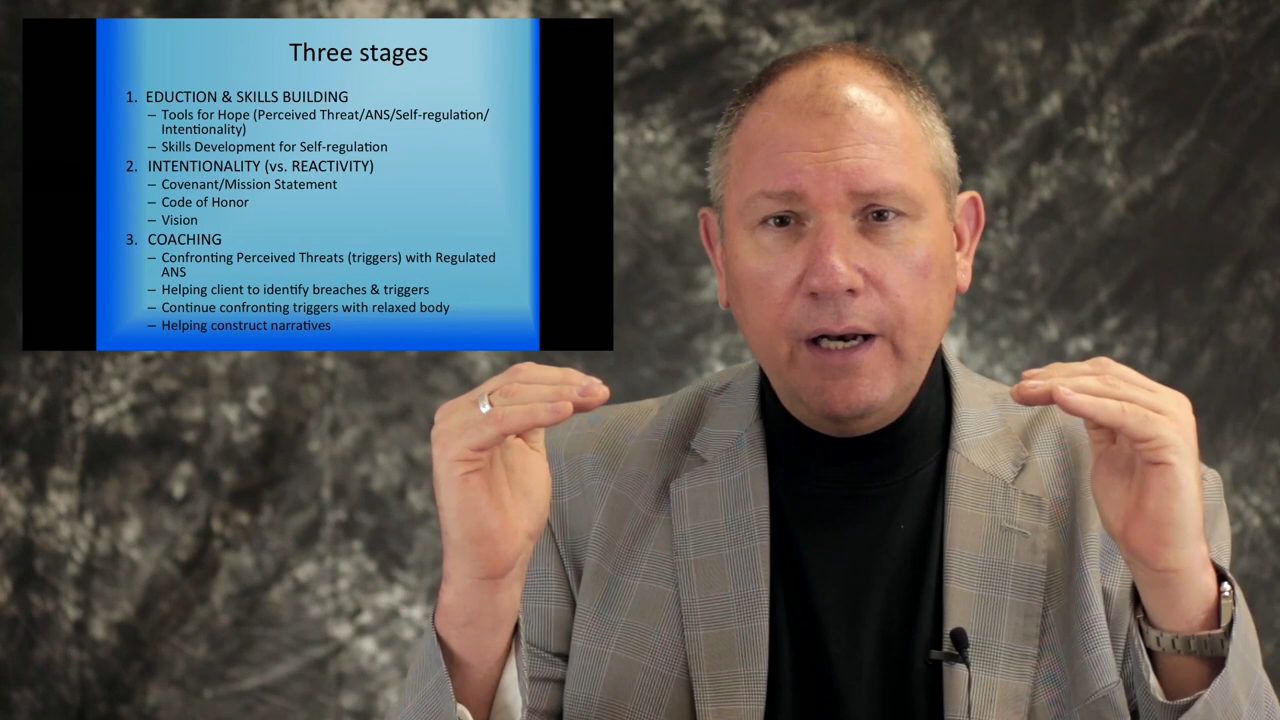 Three stages
1. EDUCTION & SKILLS BUILDING
– Tools for Hope (Perceived Threat/ANS/Self-regulation/
Intentionality)
– Skills Development for Self-regulation
2. INTENTIONALITY (vs. REACTIVITY)
– Covenant/Mission Statement
– Code of Honor
– Vision
3. COACHING
– Confronting Perceived Threats (triggers) with Regulated
ANS
– Helping client to identify breaches & triggers
– Continue confronting triggers with relaxed body
– Helping construct narratives